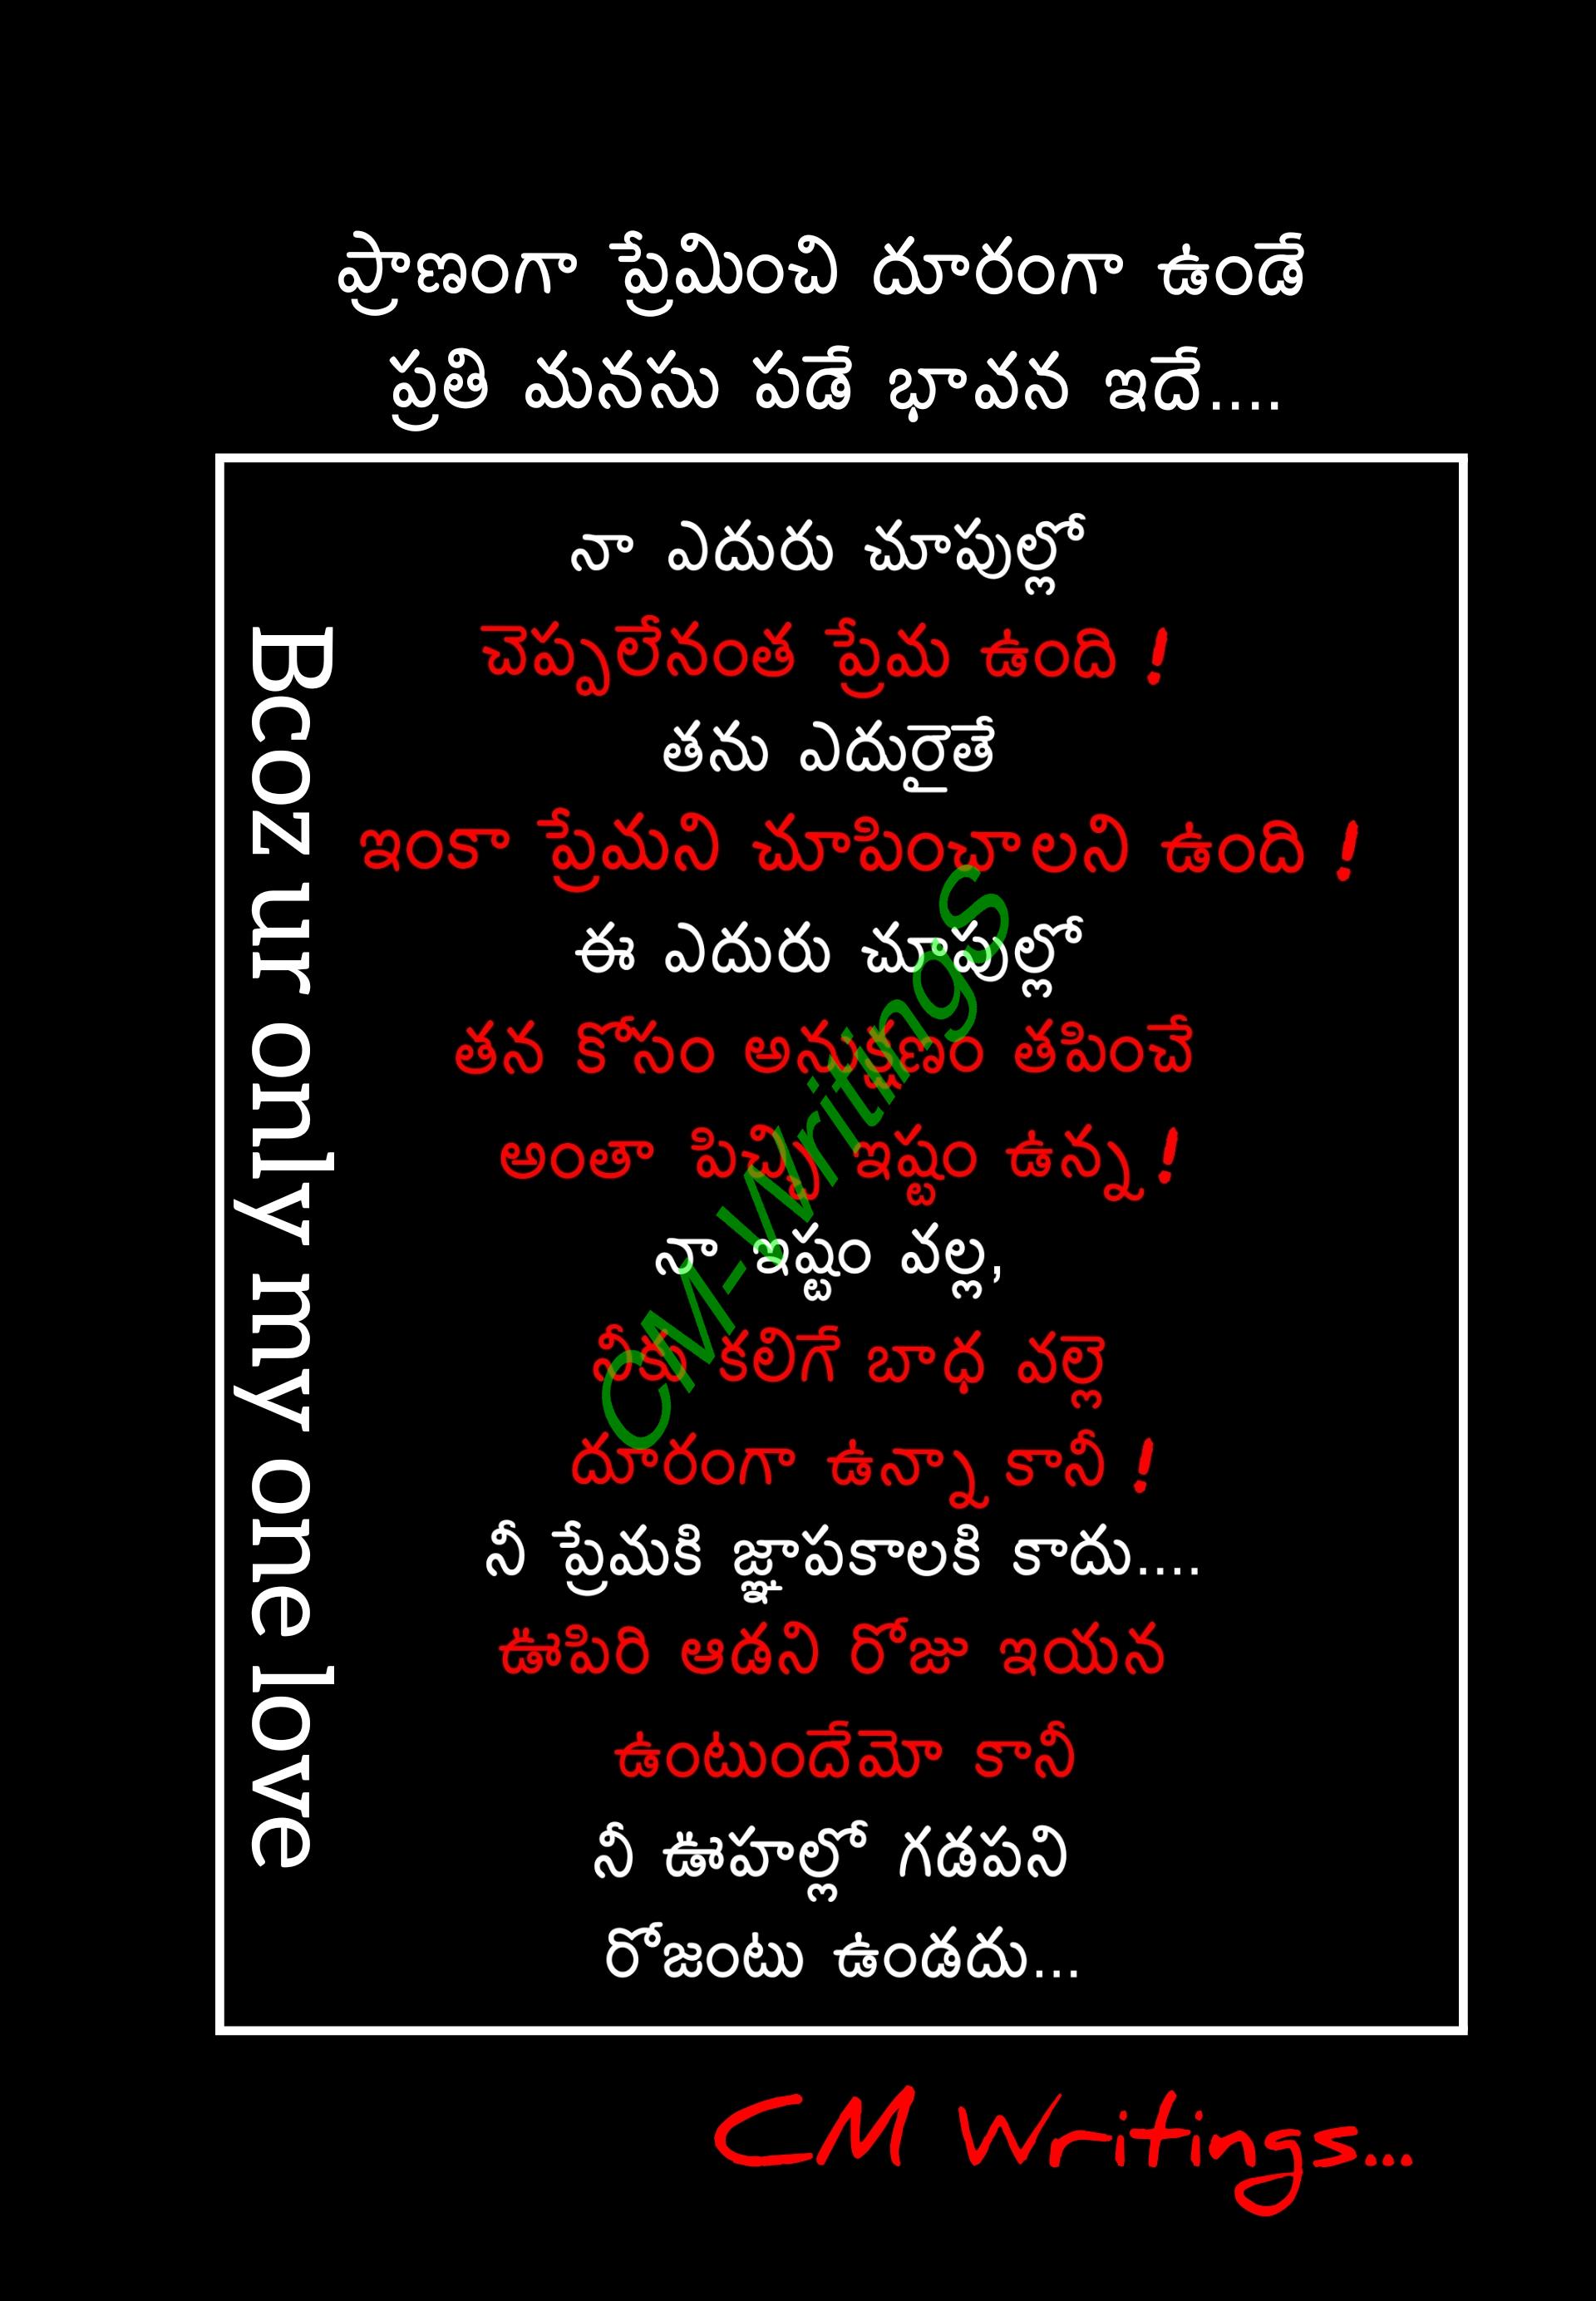 ప్రాణంగా ప్రేమించి దూరంగా ఉండే
ప్రతి మనసు పడే భావన ఇదే....
నా ఎదురు చూపుల్లో
చెప్పలేనంత ప్రేమ ఉంది !
తను ఎదురైతే
ఇంకా ప్రేమని చూపించాలని ఉంది !
ఈ ఎదురు చూపుల్లో
తన కోసం అనుక్షణం తపించే
అంతా పిచ్చి ఇష్టం ఉన్న !
నా ఇష్టం వల్ల,
నీకు కలిగే బాధ వల్లె
దూరంగా ఉన్నా కానీ !
నీ ప్రేమకి జ్ఞాపకాలకి కాదు....
ఊపిరి ఆడని రోజు ఇయన
ఉంటుందేమో కానీ
నీ ఊహల్లో గడపని
రోజంటు ఉండదు...
Bcoz ur only my one love
CM-Writings
CM Writings...